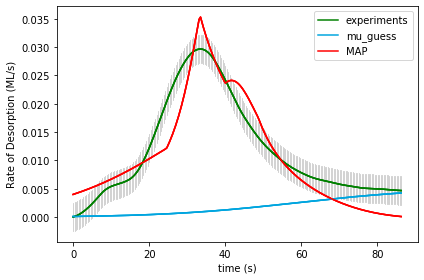 0.035
0.030
0.025
0.020
0.015
0.010
0.005
0.000
Rate of Desorption (ML/s)
experiments
mu_guess
MAP
0 20 40 60 80
time (s)